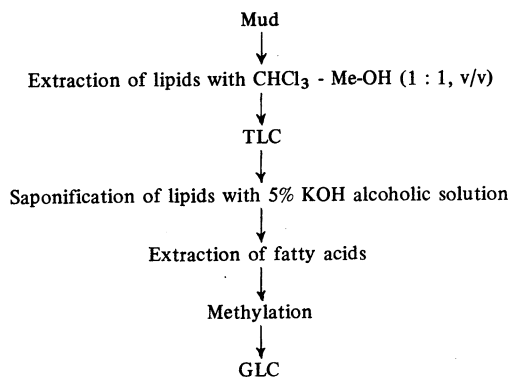 Mud
Extraction of lipids with CHCl3 - Me-OH (1 : 1, v/v)
TLC
Saponification of lipids with 5% KOH alcoholic solution
Extraction of fatty acids
Methylation
GLC